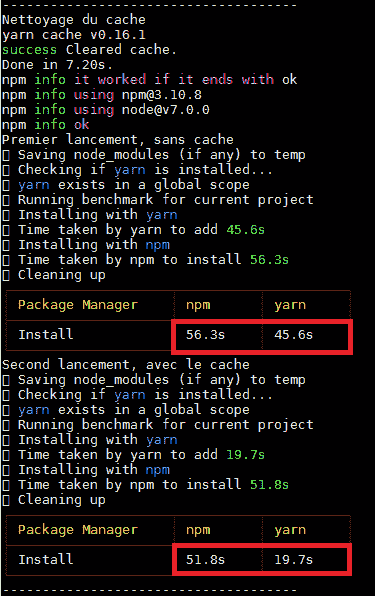 ----------------------------------
Nettoyage du cache
yarn cache v0.16.1
success Cleared cache.
Done in 7.20s.
npm info it worked if it ends with ok
npm info using npm@3.10.8
npm info using node@v7.0.0
npm info ok
Premier lancement, sans cache
Saving node_modules (if any) to temp
Checking if yarn is installed...
yarn exists in a global scope
Running benchmark for current project
Installing with yarn
Time taken by yarn to add 45.6s
Installing with npm
Time taken by npm to install 56.3s
Cleaning up
Package Manager npm yarn
Install 56.3s 45.6s
Second lancement, avec le cache
Saving node_modules (if any) to temp
Checking if yarn is installed...
yarn exists in a global scope
Running benchmark for current project
Installing with yarn
Time taken by yarn to add 19.7s
Installing with npm
Time taken by npm to install 51.8s
Cleaning up
Package Manager npm yarn
Install 51.8s 19.7s
----------------------------------